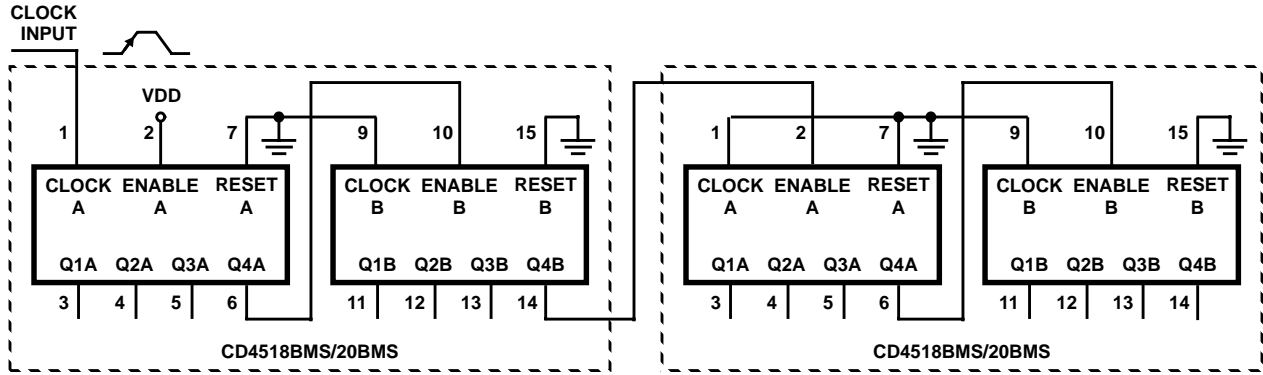 CLOCK
INPUT
VDD
1 2 7 9 10 15 1 2 7 9 10 15
CLOCK ENABLE RESET CLOCK ENABLE RESET CLOCK ENABLE RESET CLOCK ENABLE RESET
A A A B B B A A A B B B
Q1A Q2A Q3A Q4A Q1B Q2B Q3B Q4B Q1A Q2A Q3A Q4A Q1B Q2B Q3B Q4B
3 4 5 6 11 12 13 14 3 4 5 6 11 12 13 14
CD4518BMS/20BMS CD4518BMS/20BMS